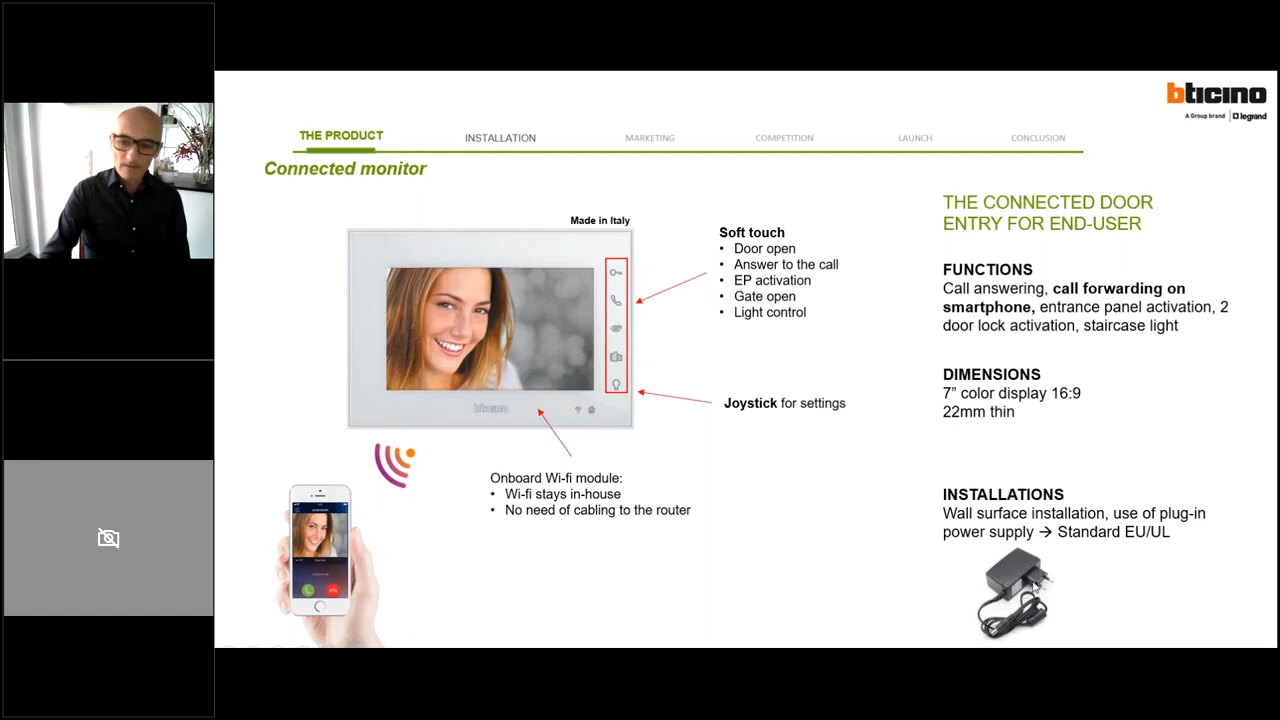 bticino
A Group brand | legrand
THE PRODUCT
INSTALLATION
MARKETING
COMPETITION
LAUNCH
CONCLUSION
Connected monitor
Made in Italy
bticino
Soft touch
• Door open
• Answer to the call
• EP activation
• Gate open
• Light control
Joystick for settings
Onboard Wi-fi module:
• Wi-fi stays in-house
• No need of cabling to the router
THE CONNECTED DOOR
ENTRY FOR END-USER
FUNCTIONS
Call answering, call forwarding on
smartphone, entrance panel activation, 2
door lock activation, staircase light
DIMENSIONS
7” color display 16:9
22mm thin
INSTALLATIONS
Wall surface installation, use of plug-in
power supply → Standard EU/UL